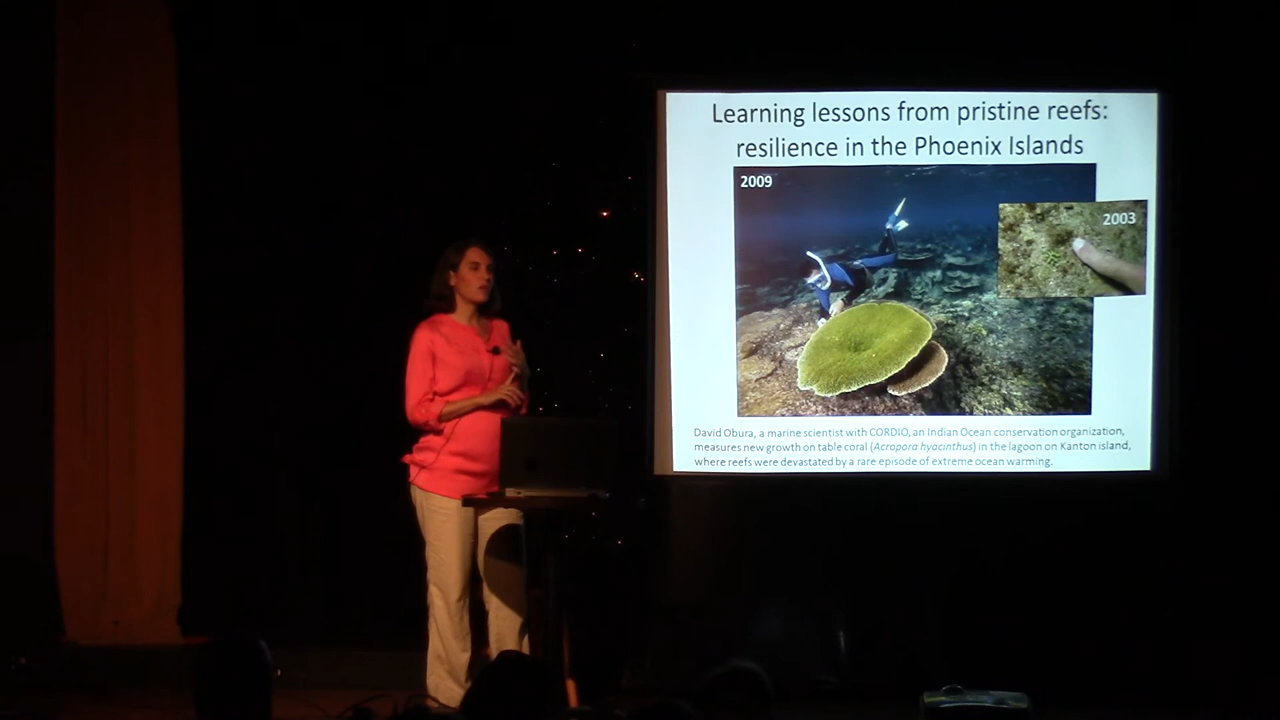 Learning lessons from pristine reefs:
resilience in the Phoenix Islands
2009
2003
David Obura, a marine scientist with CORDIO, an Indian Ocean conservation organization,
measures new growth on table coral (Acropora hyacinthus) in the lagoon on Kanton island,
where reefs were devastated by a rare episode of extreme ocean warming.